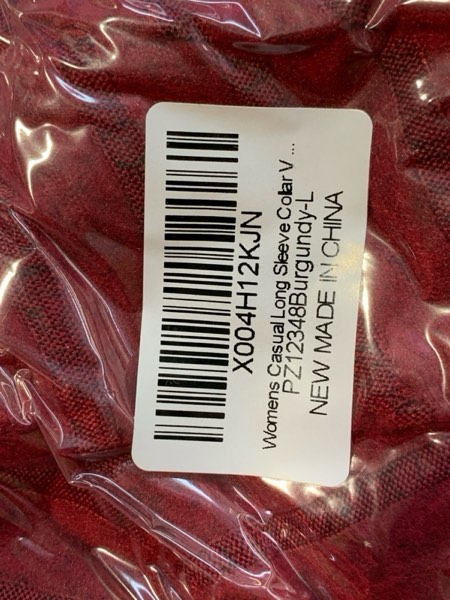 X004H12KJN
Womens Casual Long Sleeve Collar V ...
PZ12348Burgundy-L
NEW MADE IN CHINA